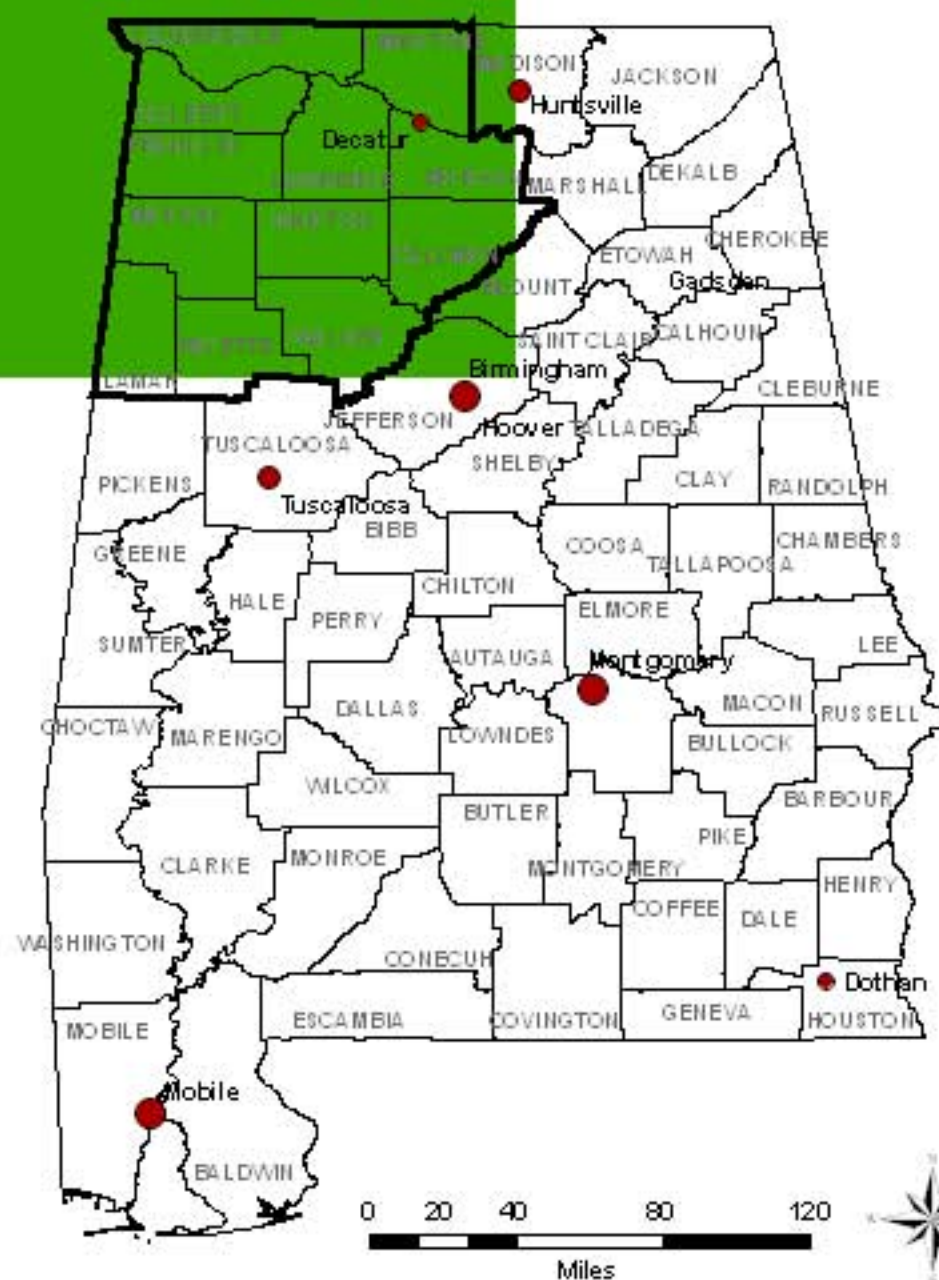 MADISON
JACKSON
Huntsville
Decatur
MARSHALL
DEKALB
CHEROKEE
ETOWAH
Gadsden
BLOUNT
SAINT CLAIR
CALHOUN
Birmingham
LAMAR
CLEBURNE
JEFFERSON
Hoover
TALLADEGA
TUSCALOOSA
SHELBY
CLAY
RANDOLPH
PICKENS
Tuscaloosa
BIBB
GREENE
COOSA
CHAMBERS
TALLAPOOSA
CHILTON
HALE
PERRY
ELMORE
SUMTER
LEE
AUTAUGA
Montgomery
MACON
DALLAS
RUSSELL
CHOCTAW
MARENGO
LOWNDES
BULLOCK
WILCOX
BARBOUR
BUTLER
PIKE
CLARKE
MONROE
MONTGOMERY
HENRY
COFFEE
DALE
WASHINGTON
CONECUH
Dothan
ESCAMBIA
COVINGTON
GENEVA
HOUSTON
MOBILE
Mobile
BALDWIN
0 20 40 80 120
Miles